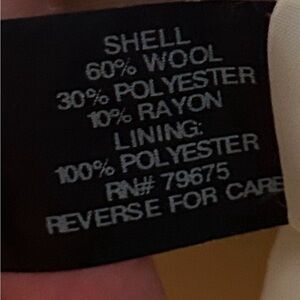 SHELL
60% WOOL
30% POLYESTER
10% RAYON
LINING:
100% POLYESTER
RN# 79675
REVERSE FOR CARE